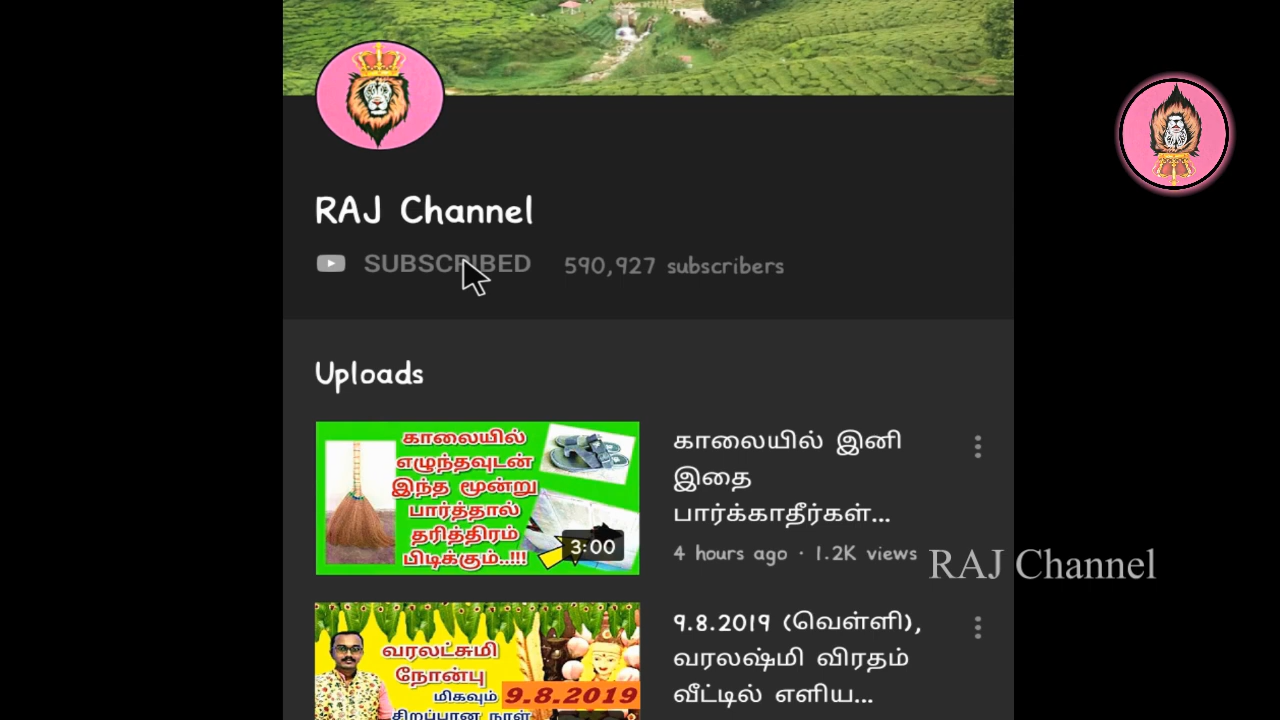 RAJ Channel
SUBSCRIBED 590,927 subscribers
Uploads
காலையில்
எழுந்தவுடன்
இந்த மூன்று
பார்த்தால்
தரித்திரம்
பிடிக்கும்..!!!
3:00
காலையில் இனி
இதை
பார்க்காதீர்கள்...
4 hours ago · 1.2K views
RAJ Channel
வரலட்சுமி
நோன்பு
மிகவும் 9.8.2019
சிறப்பான நாள்
9.8.2019 (வெள்ளி),
வரலஷ்மி விரதம்
வீட்டில் எளிய...